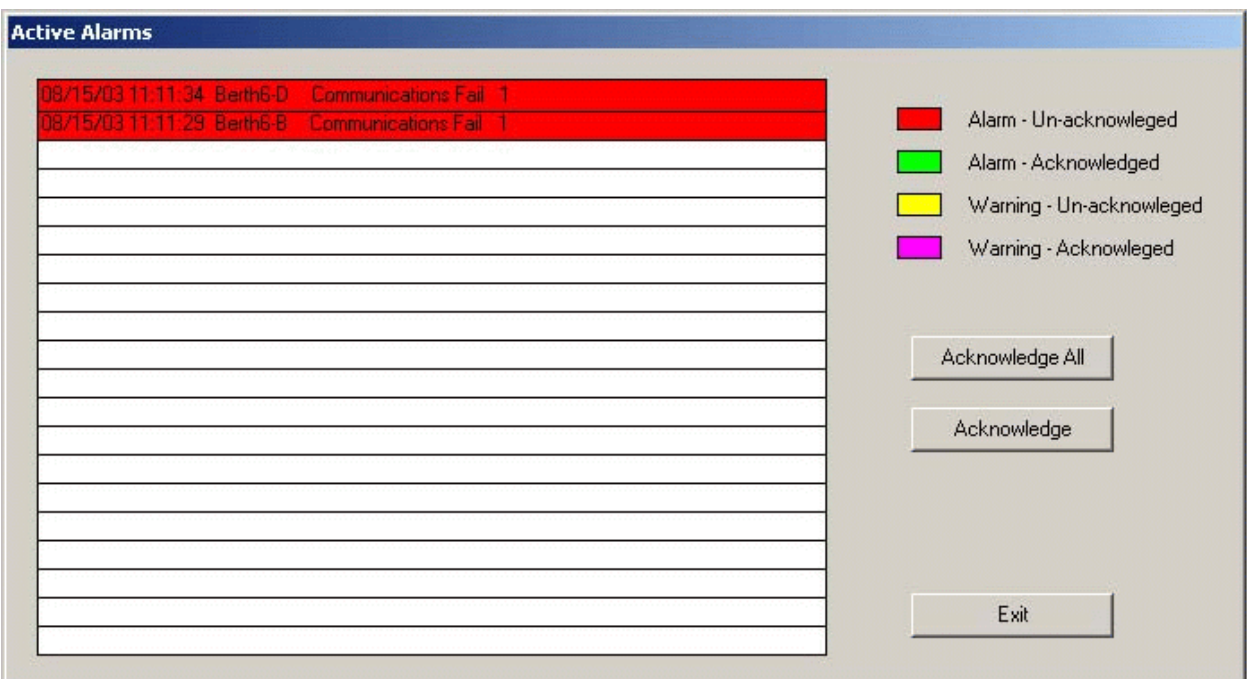 Active Alarms
08/15/03 11:11:34 Berth6-D Communications Fail 1
08/15/03 11:11:29 Berth6-B Communications Fail 1
Alarm - Un-acknowleged
Alarm - Acknowledged
Warning - Un-acknowleged
Warning - Acknowleged
Acknowledge All
Acknowledge
Exit